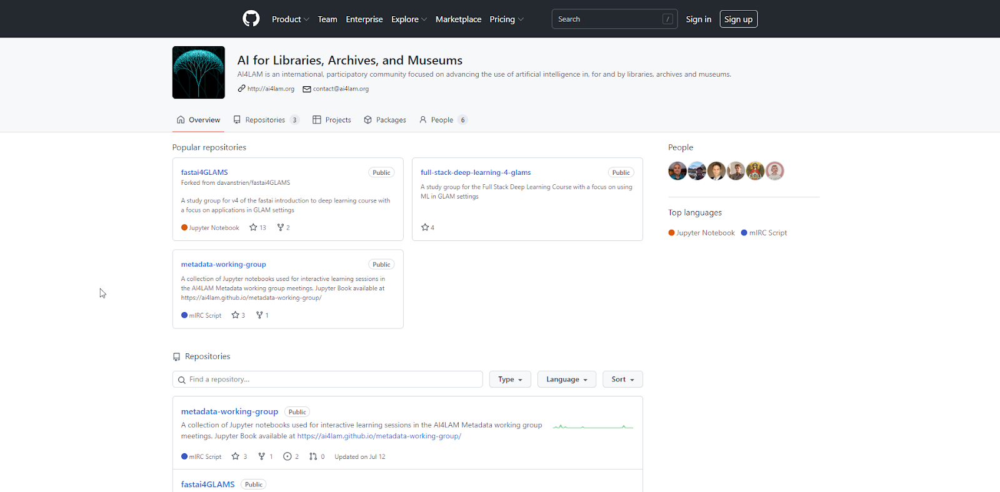 Product Team Enterprise Explore Marketplace Pricing Search / Sign in Sign up
AI for Libraries, Archives, and Museums
AI4LAM is an international, participatory community focused on advancing the use of artificial intelligence in, for and by libraries, archives and museums.
http://ai4lam.org contact@ai4lam.org
Overview Repositories 3 Projects Packages People 6
Popular repositories
fastai4GLAMS Public
Forked from davanstrien/fastai4GLAMS
A study group for v4 of the fastai introduction to deep learning course with
a focus on applications in GLAM settings
Jupyter Notebook 13 2
full-stack-deep-learning-4-glams Public
A study group for the Full Stack Deep Learning Course with a focus on using
ML in GLAM settings
4
metadata-working-group Public
A collection of Jupyter notebooks used for interactive learning sessions in
the AI4LAM Metadata working group meetings. Jupyter Book available at
https://ai4lam.github.io/metadata-working-group/
mIRC Script 3 1
People
Top languages
Jupyter Notebook mIRC Script
Repositories
Find a repository... Type Language Sort
metadata-working-group Public
A collection of Jupyter notebooks used for interactive learning sessions in the AI4LAM Metadata working group
meetings. Jupyter Book available at https://ai4lam.github.io/metadata-working-group/
mIRC Script 3 1 2 0 Updated on Jul 12
fastai4GLAMS Public